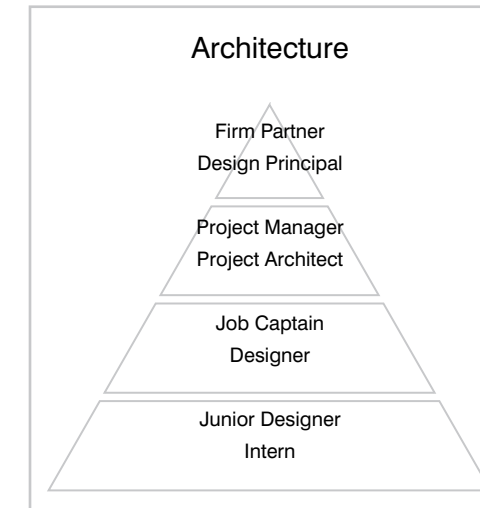 Architecture
Firm Partner
Design Principal
Project Manager
Project Architect
Job Captain
Designer
Junior Designer
Intern